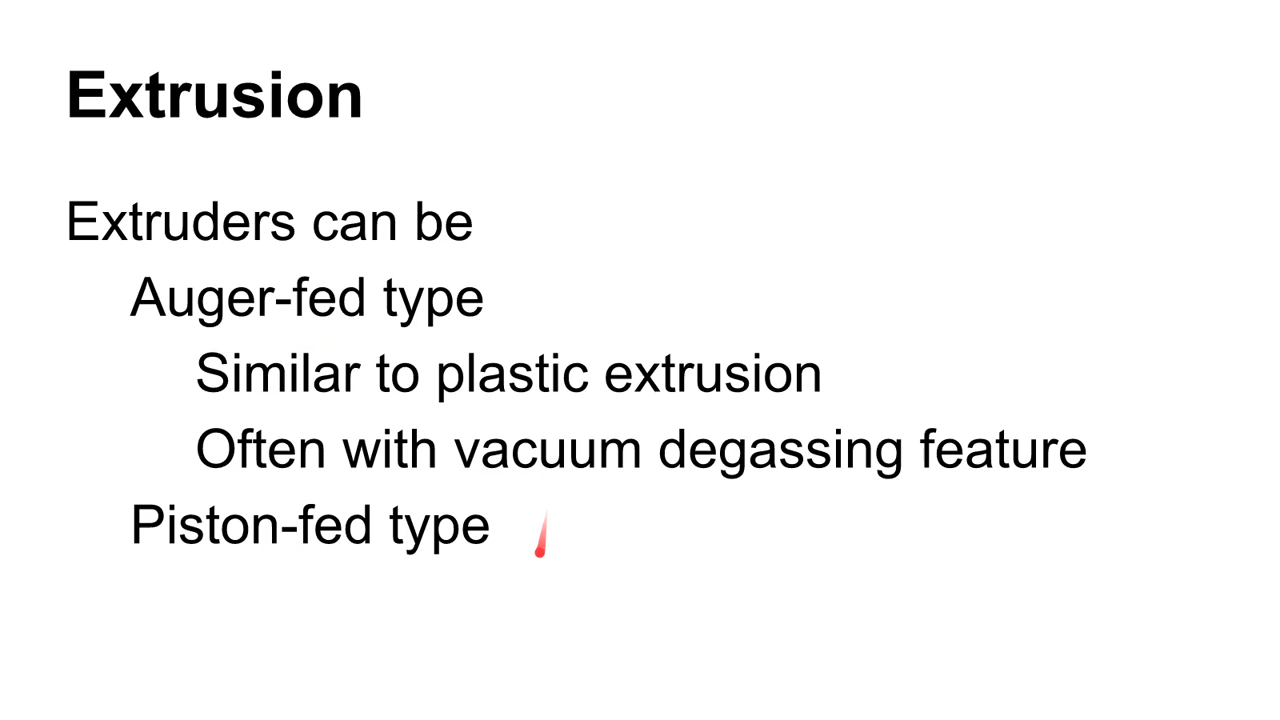 Extrusion
Extruders can be
Auger-fed type
Similar to plastic extrusion
Often with vacuum degassing feature
Piston-fed type